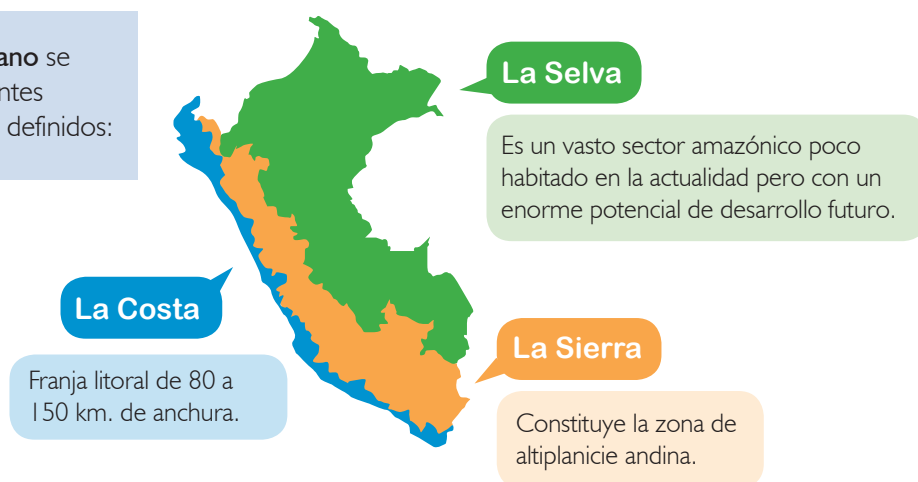 ano se
ntes
definidos:
La Selva
Es un vasto sector amazónico poco
habitado en la actualidad pero con un
enorme potencial de desarrollo futuro.
La Costa
Franja litoral de 80 a
150 km. de anchura.
La Sierra
Constituye la zona de
altiplanicie andina.